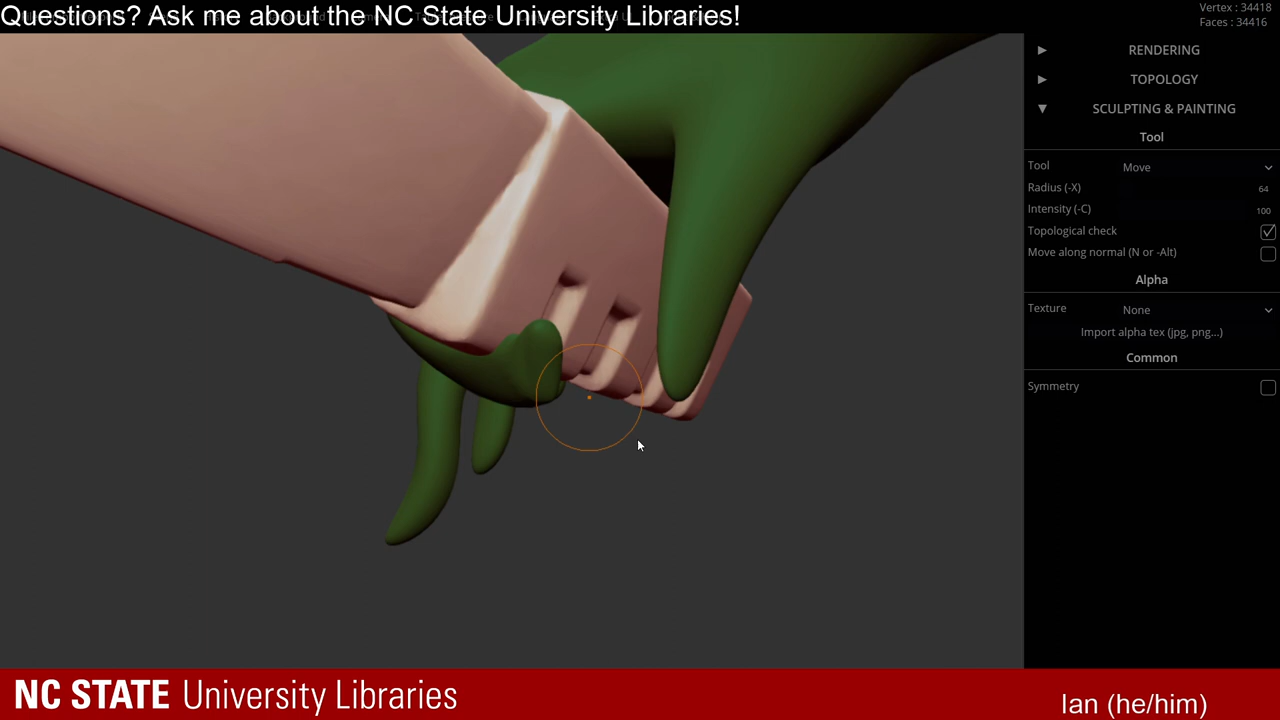 Questions? Ask me about the NC State University Libraries!
Vertex : 34418
Faces : 34416
RENDERING
TOPOLOGY
SCULPTING & PAINTING
Tool
Tool Move
Radius (-X) 64
Intensity (-C) 100
Topological check
Move along normal (N or -Alt)
Alpha
Texture None
Import alpha tex (jpg, png...)
Common
Symmetry
NC STATE University Libraries
Ian (he/him)